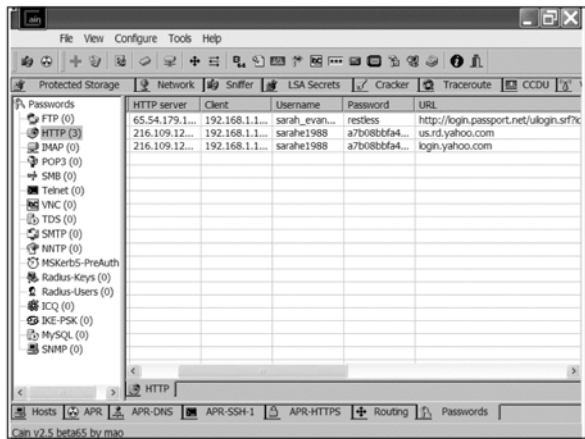 cain
File View Configure Tools Help
Protected Storage Network Sniffer LSA Secrets Cracker Traceroute CCDU
Passwords
FTP (0)
HTTP (3)
IMAP (0)
POP3 (0)
SMB (0)
Telnet (0)
VNC (0)
TDS (0)
SMTP (0)
NNTP (0)
MSKerb5-PreAuth
Radius-Keys (0)
Radius-Users (0)
ICQ (0)
IKE-PSK (0)
MySQL (0)
SNMP (0)
HTTP server Client Username Password URL
65.54.179.1... 192.168.1.1... sarah_evan... restless http://login.passport.net/uilogin.srf?ic
216.109.12... 192.168.1.1... sarahe1988 a7b08bbfa4... us.rd.yahoo.com
216.109.12... 192.168.1.1... sarahe1988 a7b08bbfa4... login.yahoo.com
HTTP
Hosts APR APR-DNS APR-SSH-1 APR-HTTPS Routing Passwords
Cain v2.5 beta65 by mao